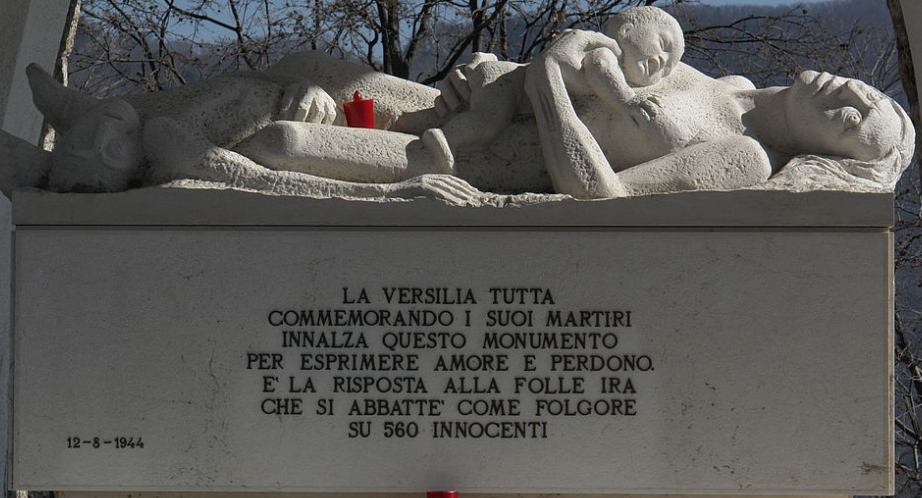 LA VERSILIA TUTTA
COMMEMORANDO I SUOI MARTIRI
INNALZA QUESTO MONUMENTO
PER ESPRIMERE AMORE E PERDONO.
E' LA RISPOSTA ALLA FOLLE IRA
CHE SI ABBATTE' COME FOLGORE
SU 560 INNOCENTI
12-8-1944